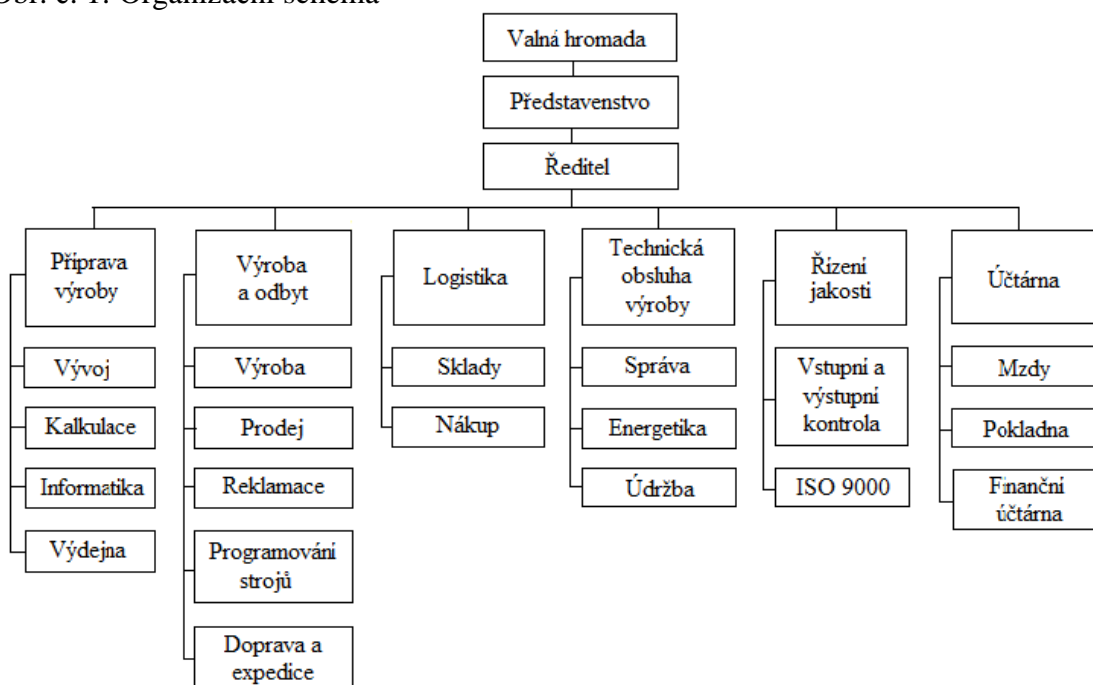 Obr. č. 1: Organizační schéma
Valná hromada
Představenstvo
Ředitel
Příprava
výroby
Vývoj
Kalkulace
Informatika
Výdejna
Výroba
a odbyt
Výroba
Prodej
Reklamace
Programování
strojů
Doprava a
expedice
Logistika
Sklady
Nákup
Technická
obsluha
výroby
Správa
Energetika
Údržba
Řízení
jakosti
Vstupní a
výstupní
kontrola
ISO 9000
Účtárna
Mzdy
Pokladna
Finanční
účtárna